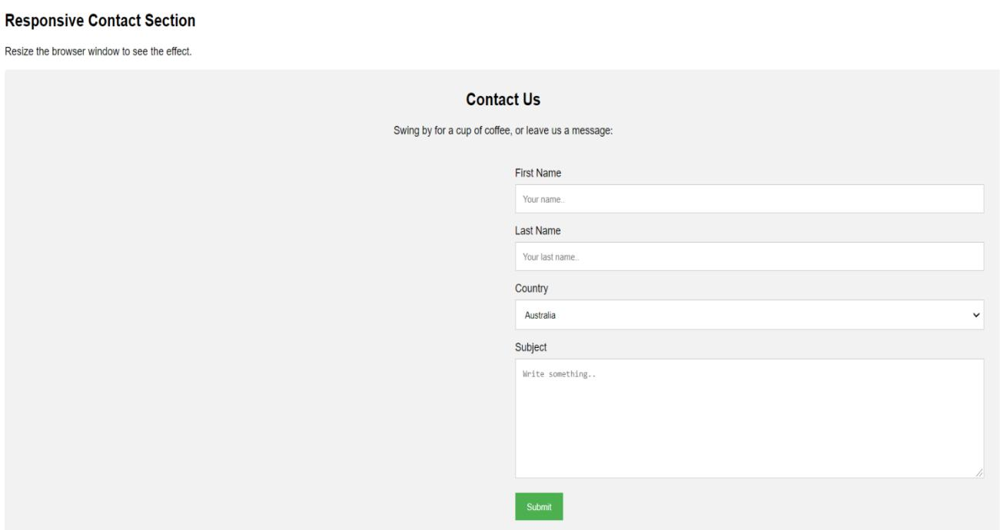 Responsive Contact Section
Resize the browser window to see the effect.
Contact Us
Swing by for a cup of coffee, or leave us a message:
First Name
Your name..
Last Name
Your last name..
Country
Australia
Subject
Write something..
Submit